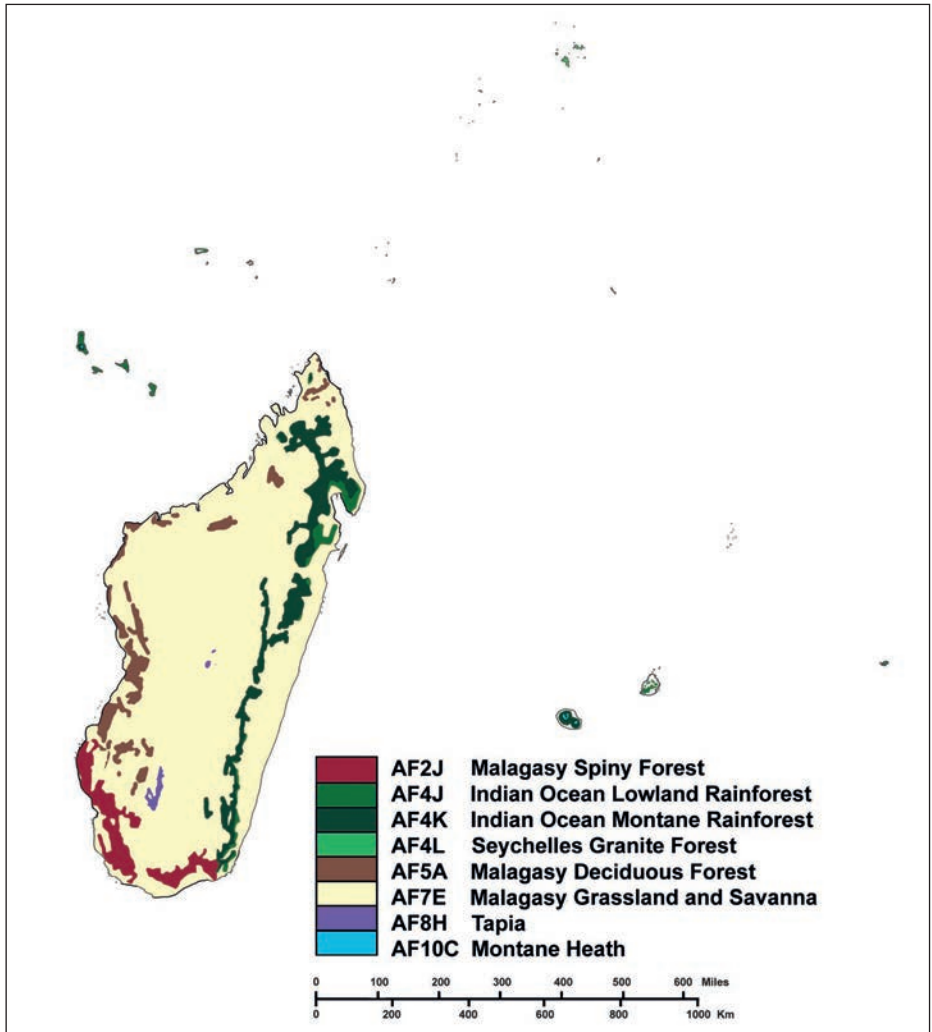 AF2J Malagasy Spiny Forest
AF4J Indian Ocean Lowland Rainforest
AF4K Indian Ocean Montane Rainforest
AF4L Seychelles Granite Forest
AF5A Malagasy Deciduous Forest
AF7E Malagasy Grassland and Savanna
AF8H Tapia
AF10C Montane Heath
0 100 200 300 400 500 600 Miles
0 200 400 600 800 1000 Km